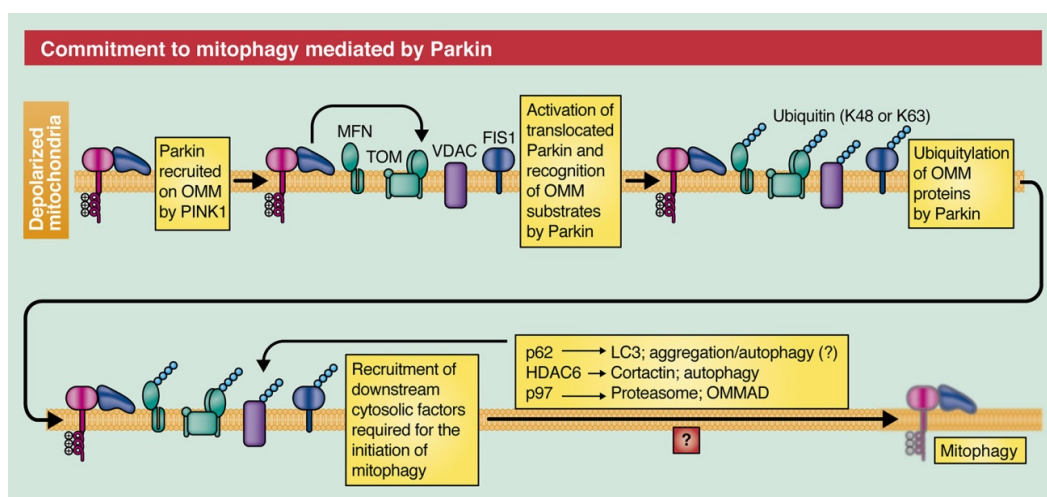 Commitment to mitophagy mediated by Parkin
Depolarized
mitochondria
Parkin
recruited
on OMM
by PINK1
MFN
TOM
VDAC
FIS1
Activation of
translocated
Parkin and
recognition
of OMM
substrates
by Parkin
Ubiquitin (K48 or K63)
Ubiquitylation
of OMM
proteins
by Parkin
Recruitment of
downstream
cytosolic factors
required for the
initiation of
mitophagy
p62 → LC3; aggregation/autophagy (?)
HDAC6 → Cortactin; autophagy
p97 → Proteasome; OMMAD
?
Mitophagy